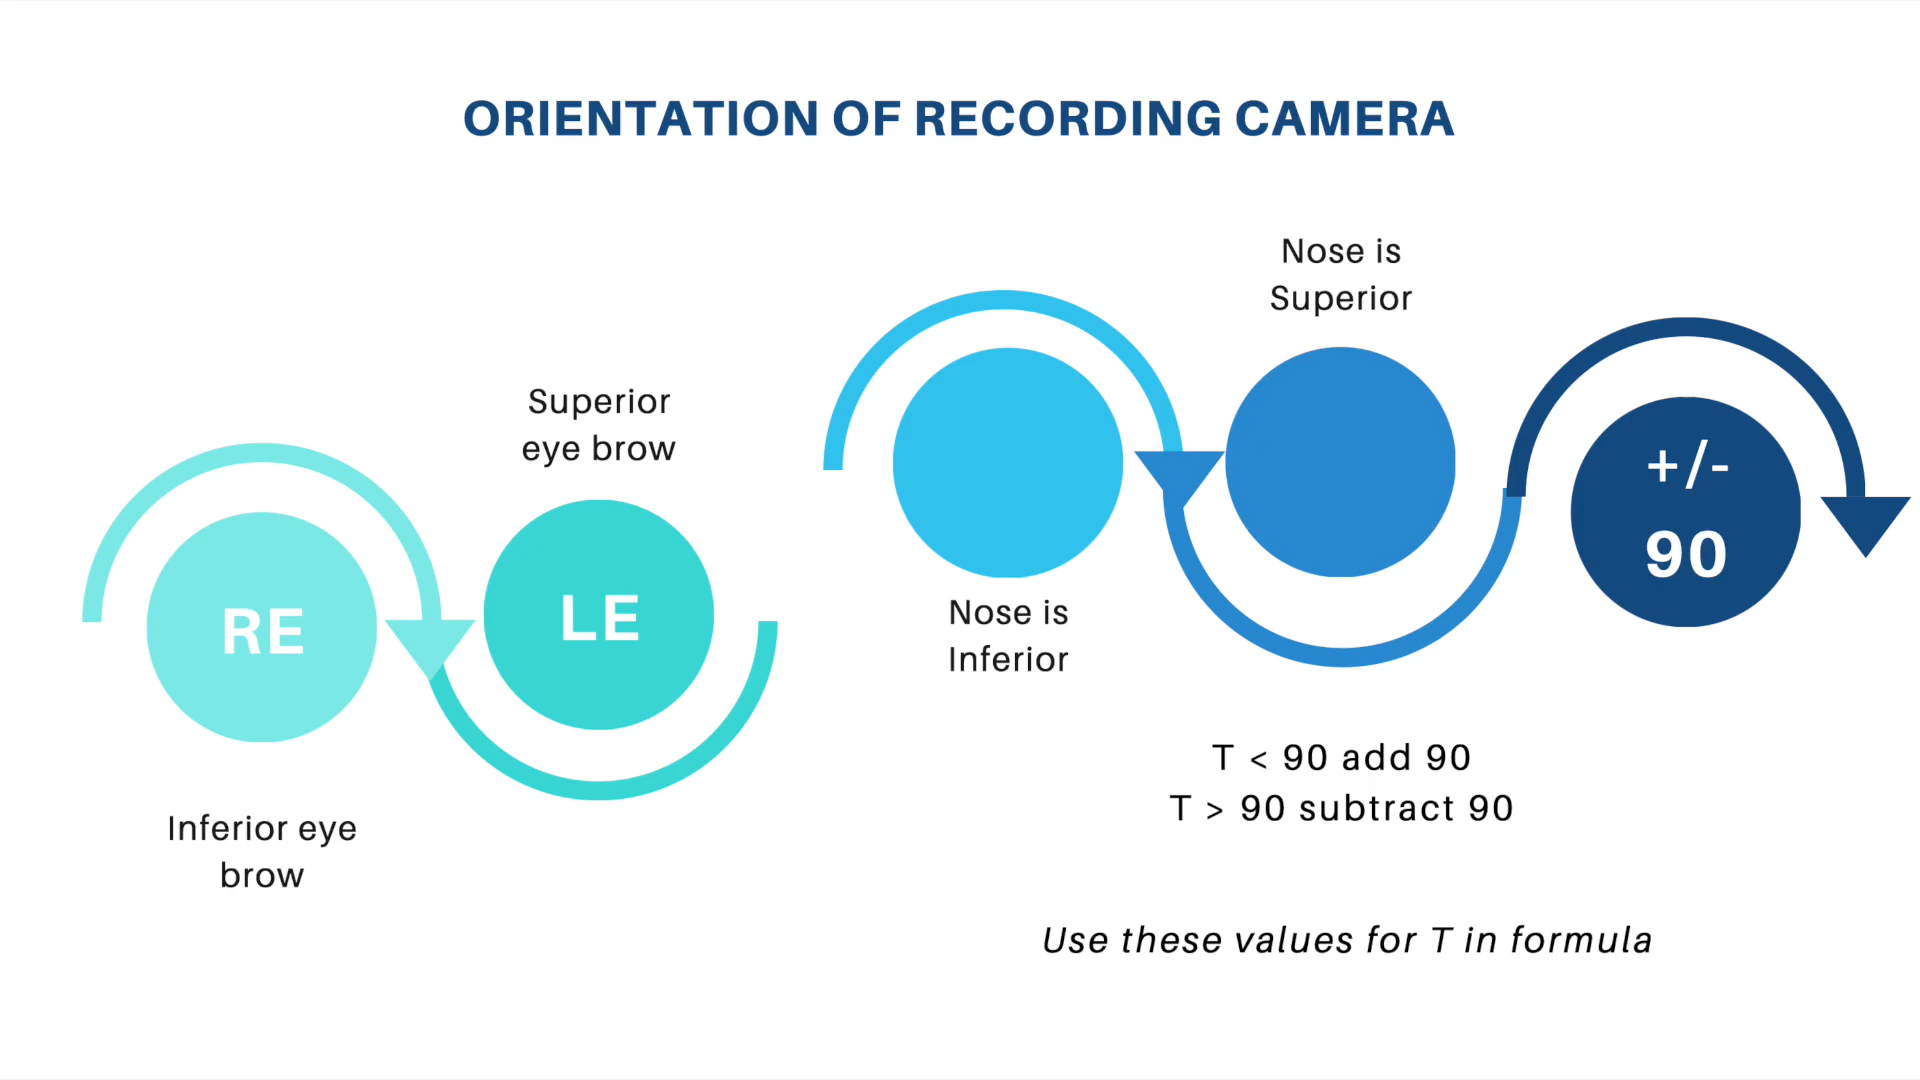 ORIENTATION OF RECORDING CAMERA
RE
Inferior eye
brow
Superior
eye brow
LE
Nose is
Inferior
Nose is
Superior
+/-
90
T < 90 add 90
T > 90 subtract 90
Use these values for T in formula